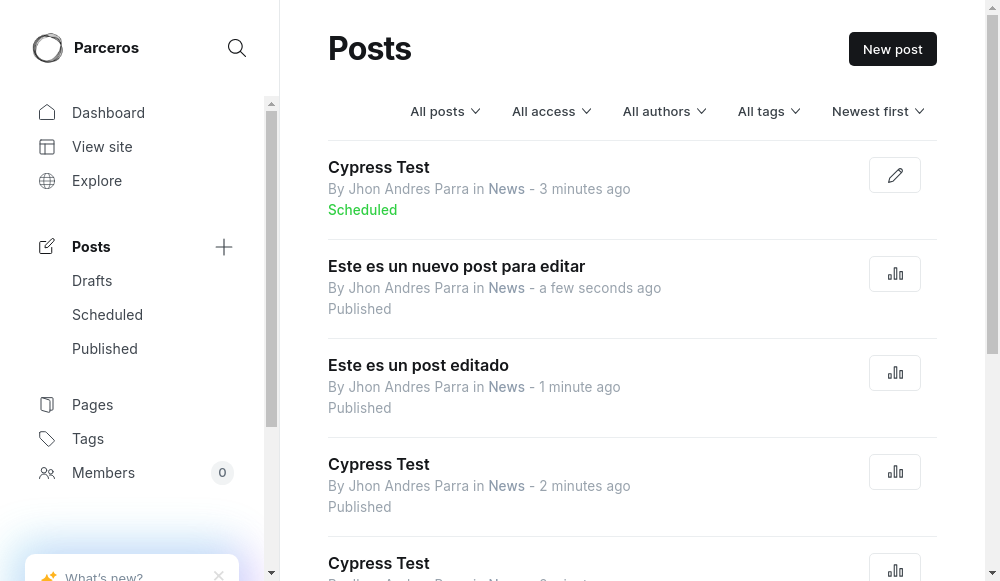 Parceros
Dashboard
View site
Explore
Posts
Drafts
Scheduled
Published
Pages
Tags
Members 0
What's new?
Posts
New post
All posts All access All authors All tags Newest first
Cypress Test
By Jhon Andres Parra in News - 3 minutes ago
Scheduled
Este es un nuevo post para editar
By Jhon Andres Parra in News - a few seconds ago
Published
Este es un post editado
By Jhon Andres Parra in News - 1 minute ago
Published
Cypress Test
By Jhon Andres Parra in News - 2 minutes ago
Published
Cypress Test